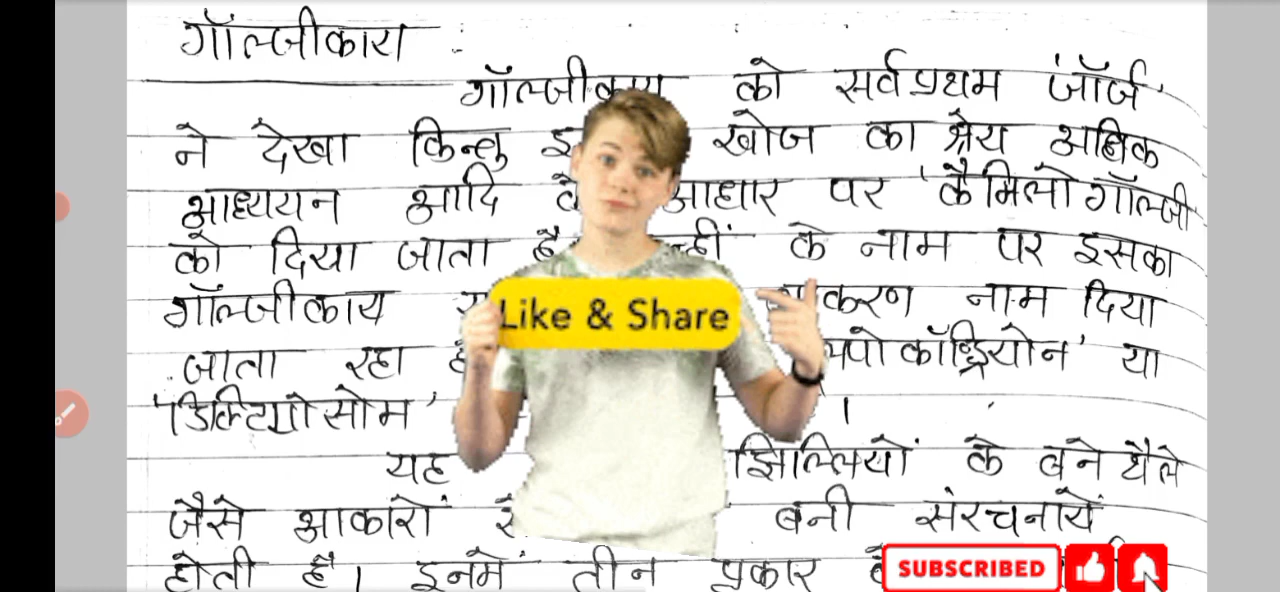 गॉल्जीकाय :
गॉल्जीकाय को सर्वप्रथम जॉर्ज
ने देखा किन्तु खोज का श्रेय अधिक
आध्ययन आदि आधार पर 'कैमिलो गॉल्जी
को दिया जाता है के नाम पर इसका
गॉल्जीकाय नाम दिया
Like & Share
जाता रहा या
'डिक्टियोसोम' ।
यह झिल्लियों के बने थैले
जैसे आकारों बनी संरचनायें
होती है। इनमें तीन प्रकार
SUBSCRIBED